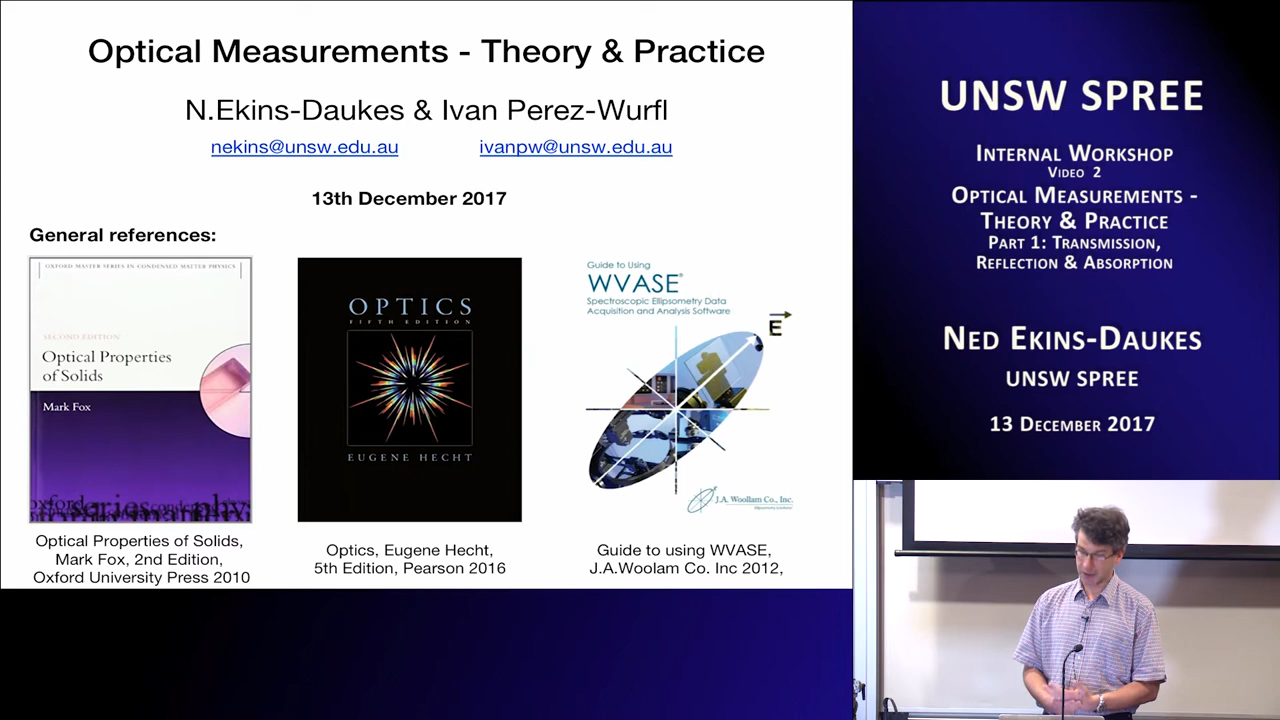 Optical Measurements - Theory & Practice
N.Ekins-Daukes & Ivan Perez-Wurfl
nekins@unsw.edu.au
ivanpw@unsw.edu.au
13th December 2017
General references:
OXFORD MASTER SERIES IN CONDENSED MATTER PHYSICS
SECOND EDITION
Optical Properties
of Solids
Mark Fox
oxford
series
phy
Optical Properties of Solids,
Mark Fox, 2nd Edition,
Oxford University Press 2010
OPTICS
FIFTH EDITION
EUGENE HECHT
Optics, Eugene Hecht,
5th Edition, Pearson 2016
Guide to Using
WVASE®
Spectroscopic Ellipsometry Data
Acquisition and Analysis Software
E
J.A. Woollam Co., Inc.
Guide to using WVASE,
J.A.Woolam Co. Inc 2012,
UNSW SPREE
INTERNAL WORKSHOP
VIDEO 2
OPTICAL MEASUREMENTS -
THEORY & PRACTICE
PART 1: TRANSMISSION,
REFLECTION & ABSORPTION
NED EKINS-DAUKES
UNSW SPREE
13 DECEMBER 2017